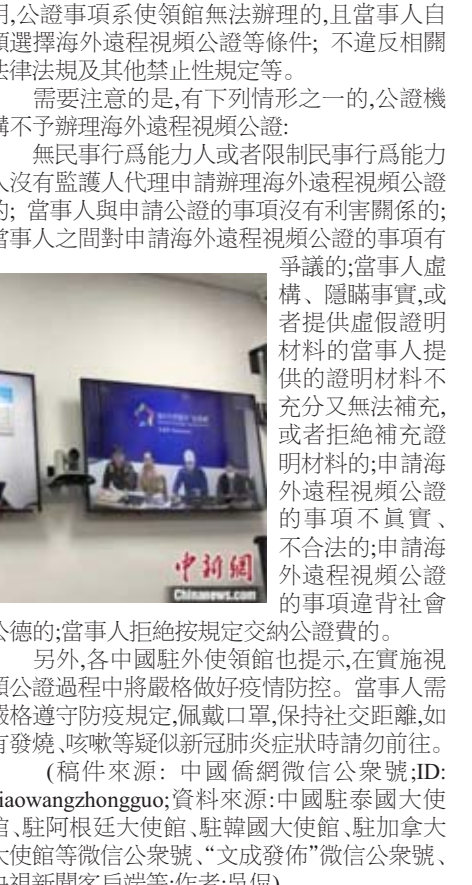 明,公證事項系使領館無法辦理的,且當事人自
願選擇海外遠程視頻公證等條件; 不違反相關
法律法規及其他禁止性規定等。
需要注意的是,有下列情形之一的,公證機
構不予辦理海外遠程視頻公證:
無民事行爲能力人或者限制民事行爲能力
人沒有監護人代理申請辦理海外遠程視頻公證
的; 當事人與申請公證的事項沒有利害關係的;
當事人之間對申請海外遠程視頻公證的事項有
爭議的;當事人虛
構、隱瞞事實,或
者提供虛假證明
材料的當事人提
供的證明材料不
充分又無法補充,
或者拒絶補充證
明材料的;申請海
外遠程視頻公證
的事項不眞實、
不合法的;申請海
外遠程視頻公證
的事項違背社會
公德的;當事人拒絶按規定交納公證費的。
中新網
Chinanews.com
另外,各中國駐外使領館也提示,在實施視
頻公證過程中將嚴格做好疫情防控。當事人需
嚴格遵守防疫規定,佩戴口罩,保持社交距離,如
有發燒、咳嗽等疑似新冠肺炎症狀時請勿前往。
(稿件來源: 中國僑網微信公衆號;ID:
qiaowangzhongguo;資料來源:中國駐泰國大使
館、駐阿根廷大使館、駐韓國大使館、駐加拿大
大使館等微信公衆號、“文成發佈”微信公衆號、
央視新聞客戶端等;作者:吳侃)